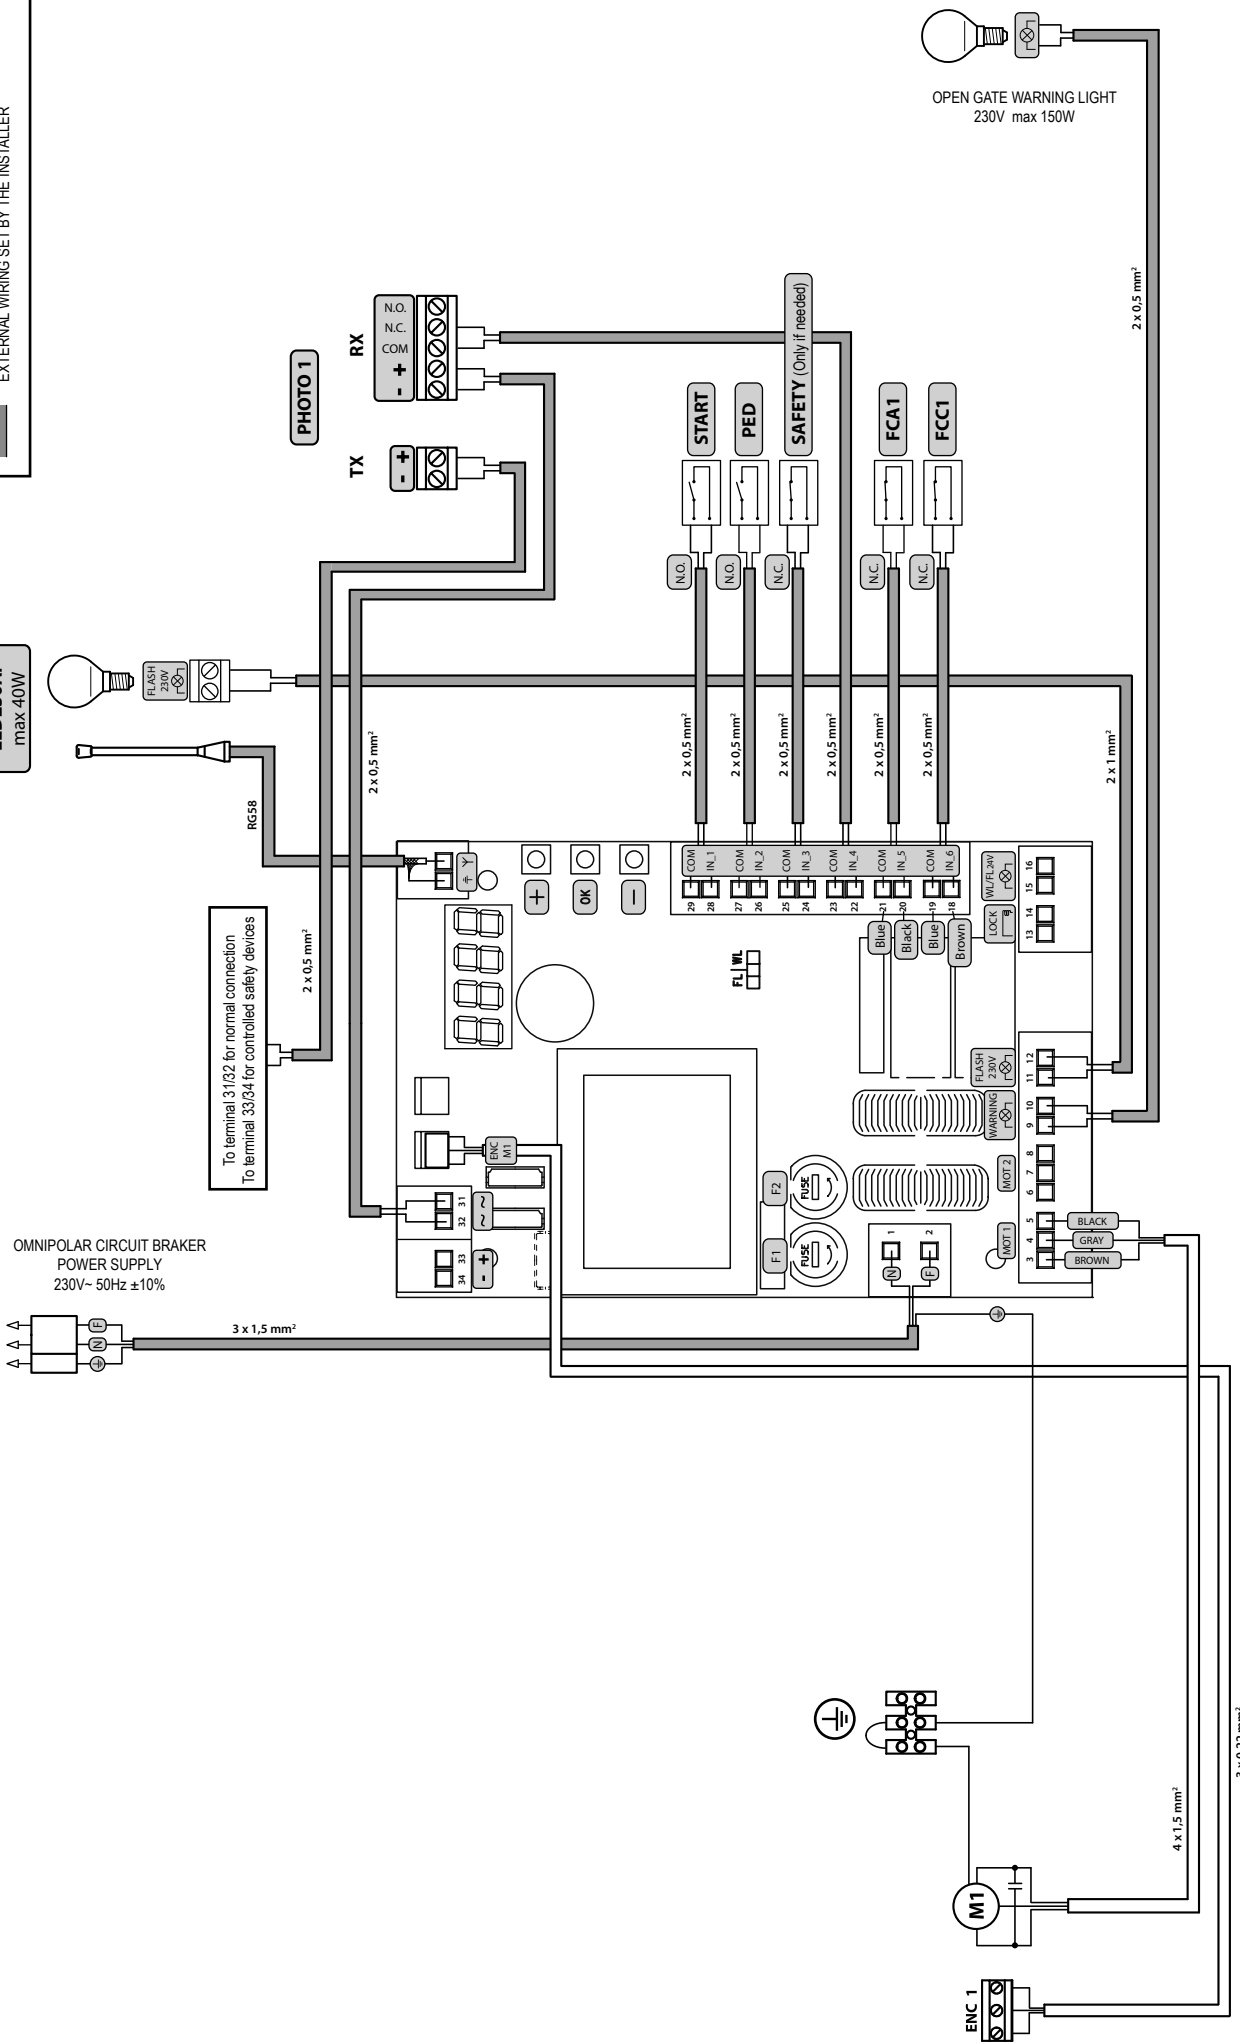 EXTERNAL WIRING SET BY THE INSTALLER
max 40W
OPEN GATE WARNING LIGHT
230V max 150W
2 x 0,5 mm²
PHOTO 1
RX
N.O.
N.C.
COM
- +
TX
- +
START
PED
SAFETY (Only if needed)
FCA1
FCC1
N.O.
N.O.
N.C.
N.C.
N.C.
2 x 0,5 mm²
2 x 0,5 mm²
2 x 0,5 mm²
2 x 0,5 mm²
2 x 0,5 mm²
2 x 0,5 mm²
2 x 1 mm²
FLASH
230V
RG58
2 x 0,5 mm²
To terminal 31/32 for normal connection
To terminal 33/34 for controlled safety devices
2 x 0,5 mm²
+
OK
-
COM
IN_1
COM
IN_2
COM
IN_3
COM
IN_4
COM
IN_5
COM
IN_6
29
28
27
26
25
24
23
22
21
20
19
18
Blue
Black
Blue
Brown
FL | WL
WL/FL 24V
LOCK
16
15
14
13
FLASH
230V
WARNING
MOT 2
MOT 1
12
11
10
9
8
7
6
5
4
3
BLACK
GRAY
BROWN
ENC
M1
31
32
33
34
~ ~
- +
F2
FUSE
F1
FUSE
1
2
N
F
OMNIPOLAR CIRCUIT BRAKER
POWER SUPPLY
230V~ 50Hz ±10%
F
N
3 x 1,5 mm²
4 x 1,5 mm²
M1
ENC 1